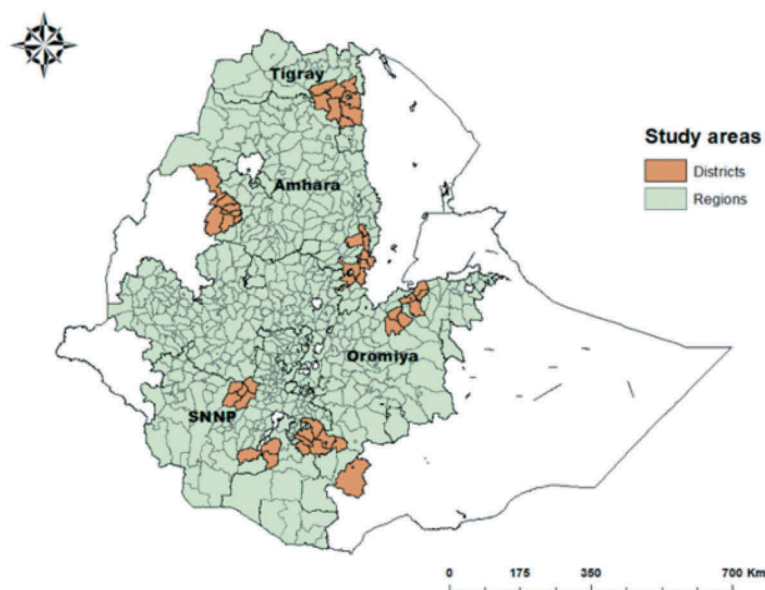 Tigray
Amhara
Study areas
Districts
Regions
Oromiya
SNNP
0 175 350 700 Km